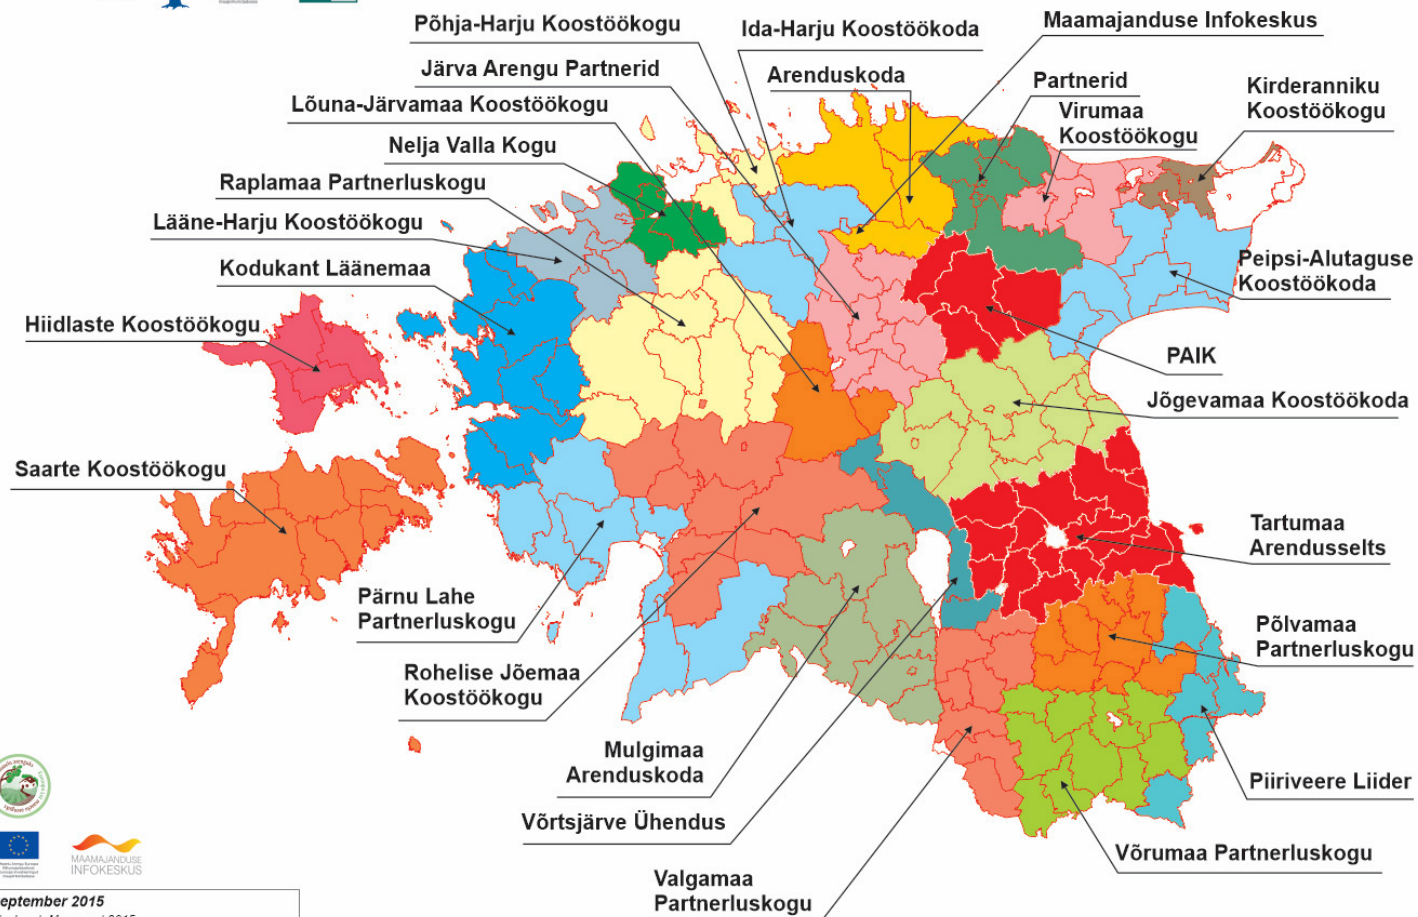 Põhja-Harju Koostöökogu
Ida-Harju Koostöökoda
Maamajanduse Infokeskus
Järva Arengu Partnerid
Arenduskoda
Partnerid
Kirderanniku
Koostöökogu
Lõuna-Järvamaa Koostöökogu
Virumaa
Koostöökogu
Nelja Valla Kogu
Raplamaa Partnerluskogu
Lääne-Harju Koostöökogu
Kodukant Läänemaa
Peipsi-Alutaguse
Koostöökoda
Hiidlaste Koostöökogu
PAIK
Jõgevamaa Koostöökoda
Saarte Koostöökogu
Tartumaa
Arendusselts
Pärnu Lahe
Partnerluskogu
Põlvamaa
Partnerluskogu
Rohelise Jõemaa
Koostöökogu
Mulgimaa
Arenduskoda
Piiriveere Liider
Võrtsjärve Ühendus
Võrumaa Partnerluskogu
Valgamaa
Partnerluskogu
MAAMAJANDUSE
INFOKESKUS
eptember 2015